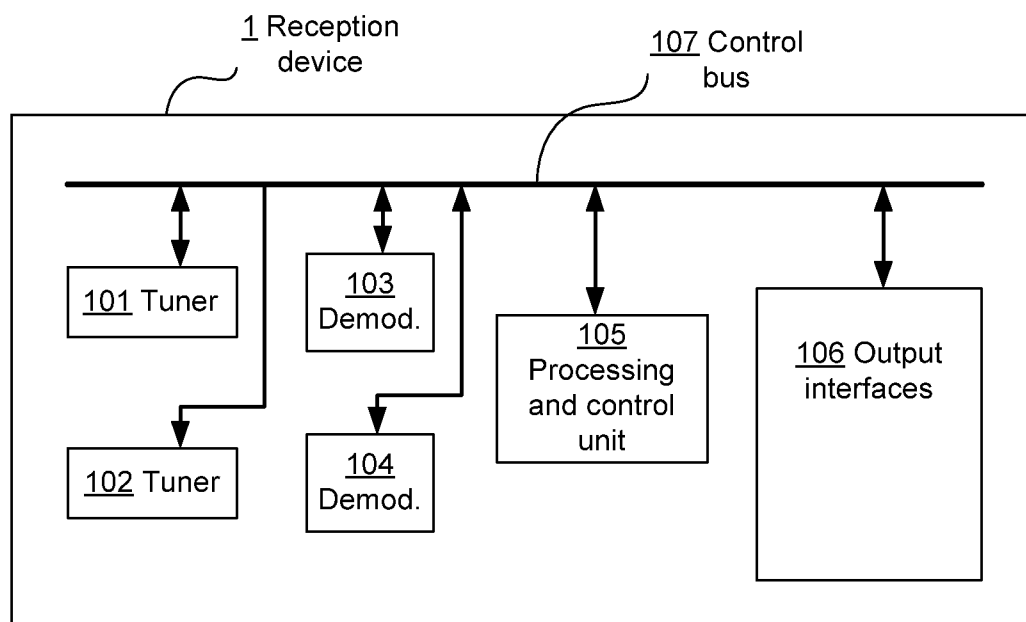 1 Reception
device
107 Control
bus
101 Tuner
103
Demod.
105
Processing
and control
unit
106 Output
interfaces
102 Tuner
104
Demod.